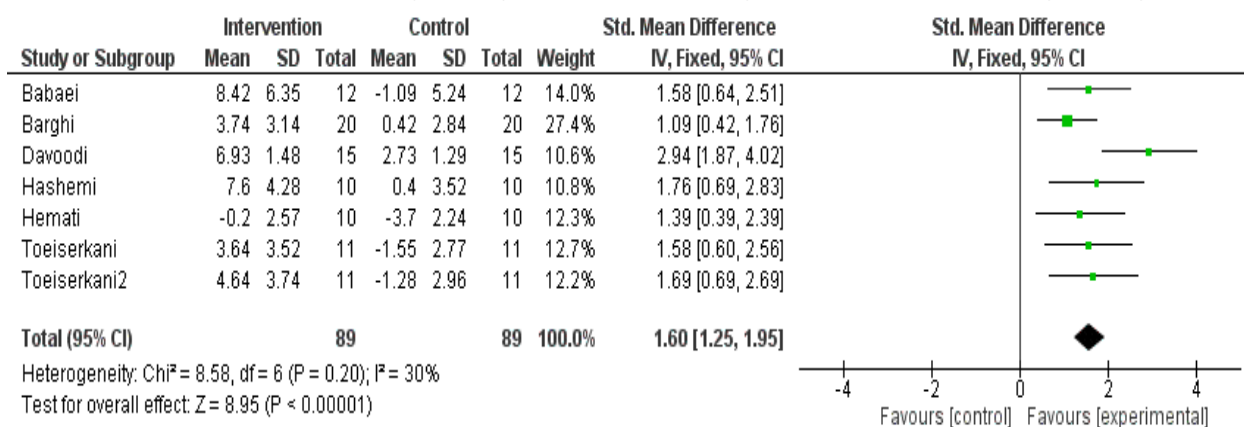 Intervention Control Std. Mean Difference Std. Mean Difference
Study or Subgroup Mean SD Total Mean SD Total Weight IV, Fixed, 95% CI IV, Fixed, 95% CI
Babaei 8.42 6.35 12 -1.09 5.24 12 14.0% 1.58 [0.64, 2.51]
Barghi 3.74 3.14 20 0.42 2.84 20 27.4% 1.09 [0.42, 1.76]
Davoodi 6.93 1.48 15 2.73 1.29 15 10.6% 2.94 [1.87, 4.02]
Hashemi 7.6 4.28 10 0.4 3.52 10 10.8% 1.76 [0.69, 2.83]
Hemati -0.2 2.57 10 -3.7 2.24 10 12.3% 1.39 [0.39, 2.39]
Toeiserkani 3.64 3.52 11 -1.55 2.77 11 12.7% 1.58 [0.60, 2.56]
Toeiserkani2 4.64 3.74 11 -1.28 2.96 11 12.2% 1.69 [0.69, 2.69]
Total (95% CI) 89 89 100.0% 1.60 [1.25, 1.95]
Heterogeneity: Chi² = 8.58, df = 6 (P = 0.20); I² = 30%
Test for overall effect: Z = 8.95 (P < 0.00001)
-4 -2 0 2 4
Favours [control] Favours [experimental]